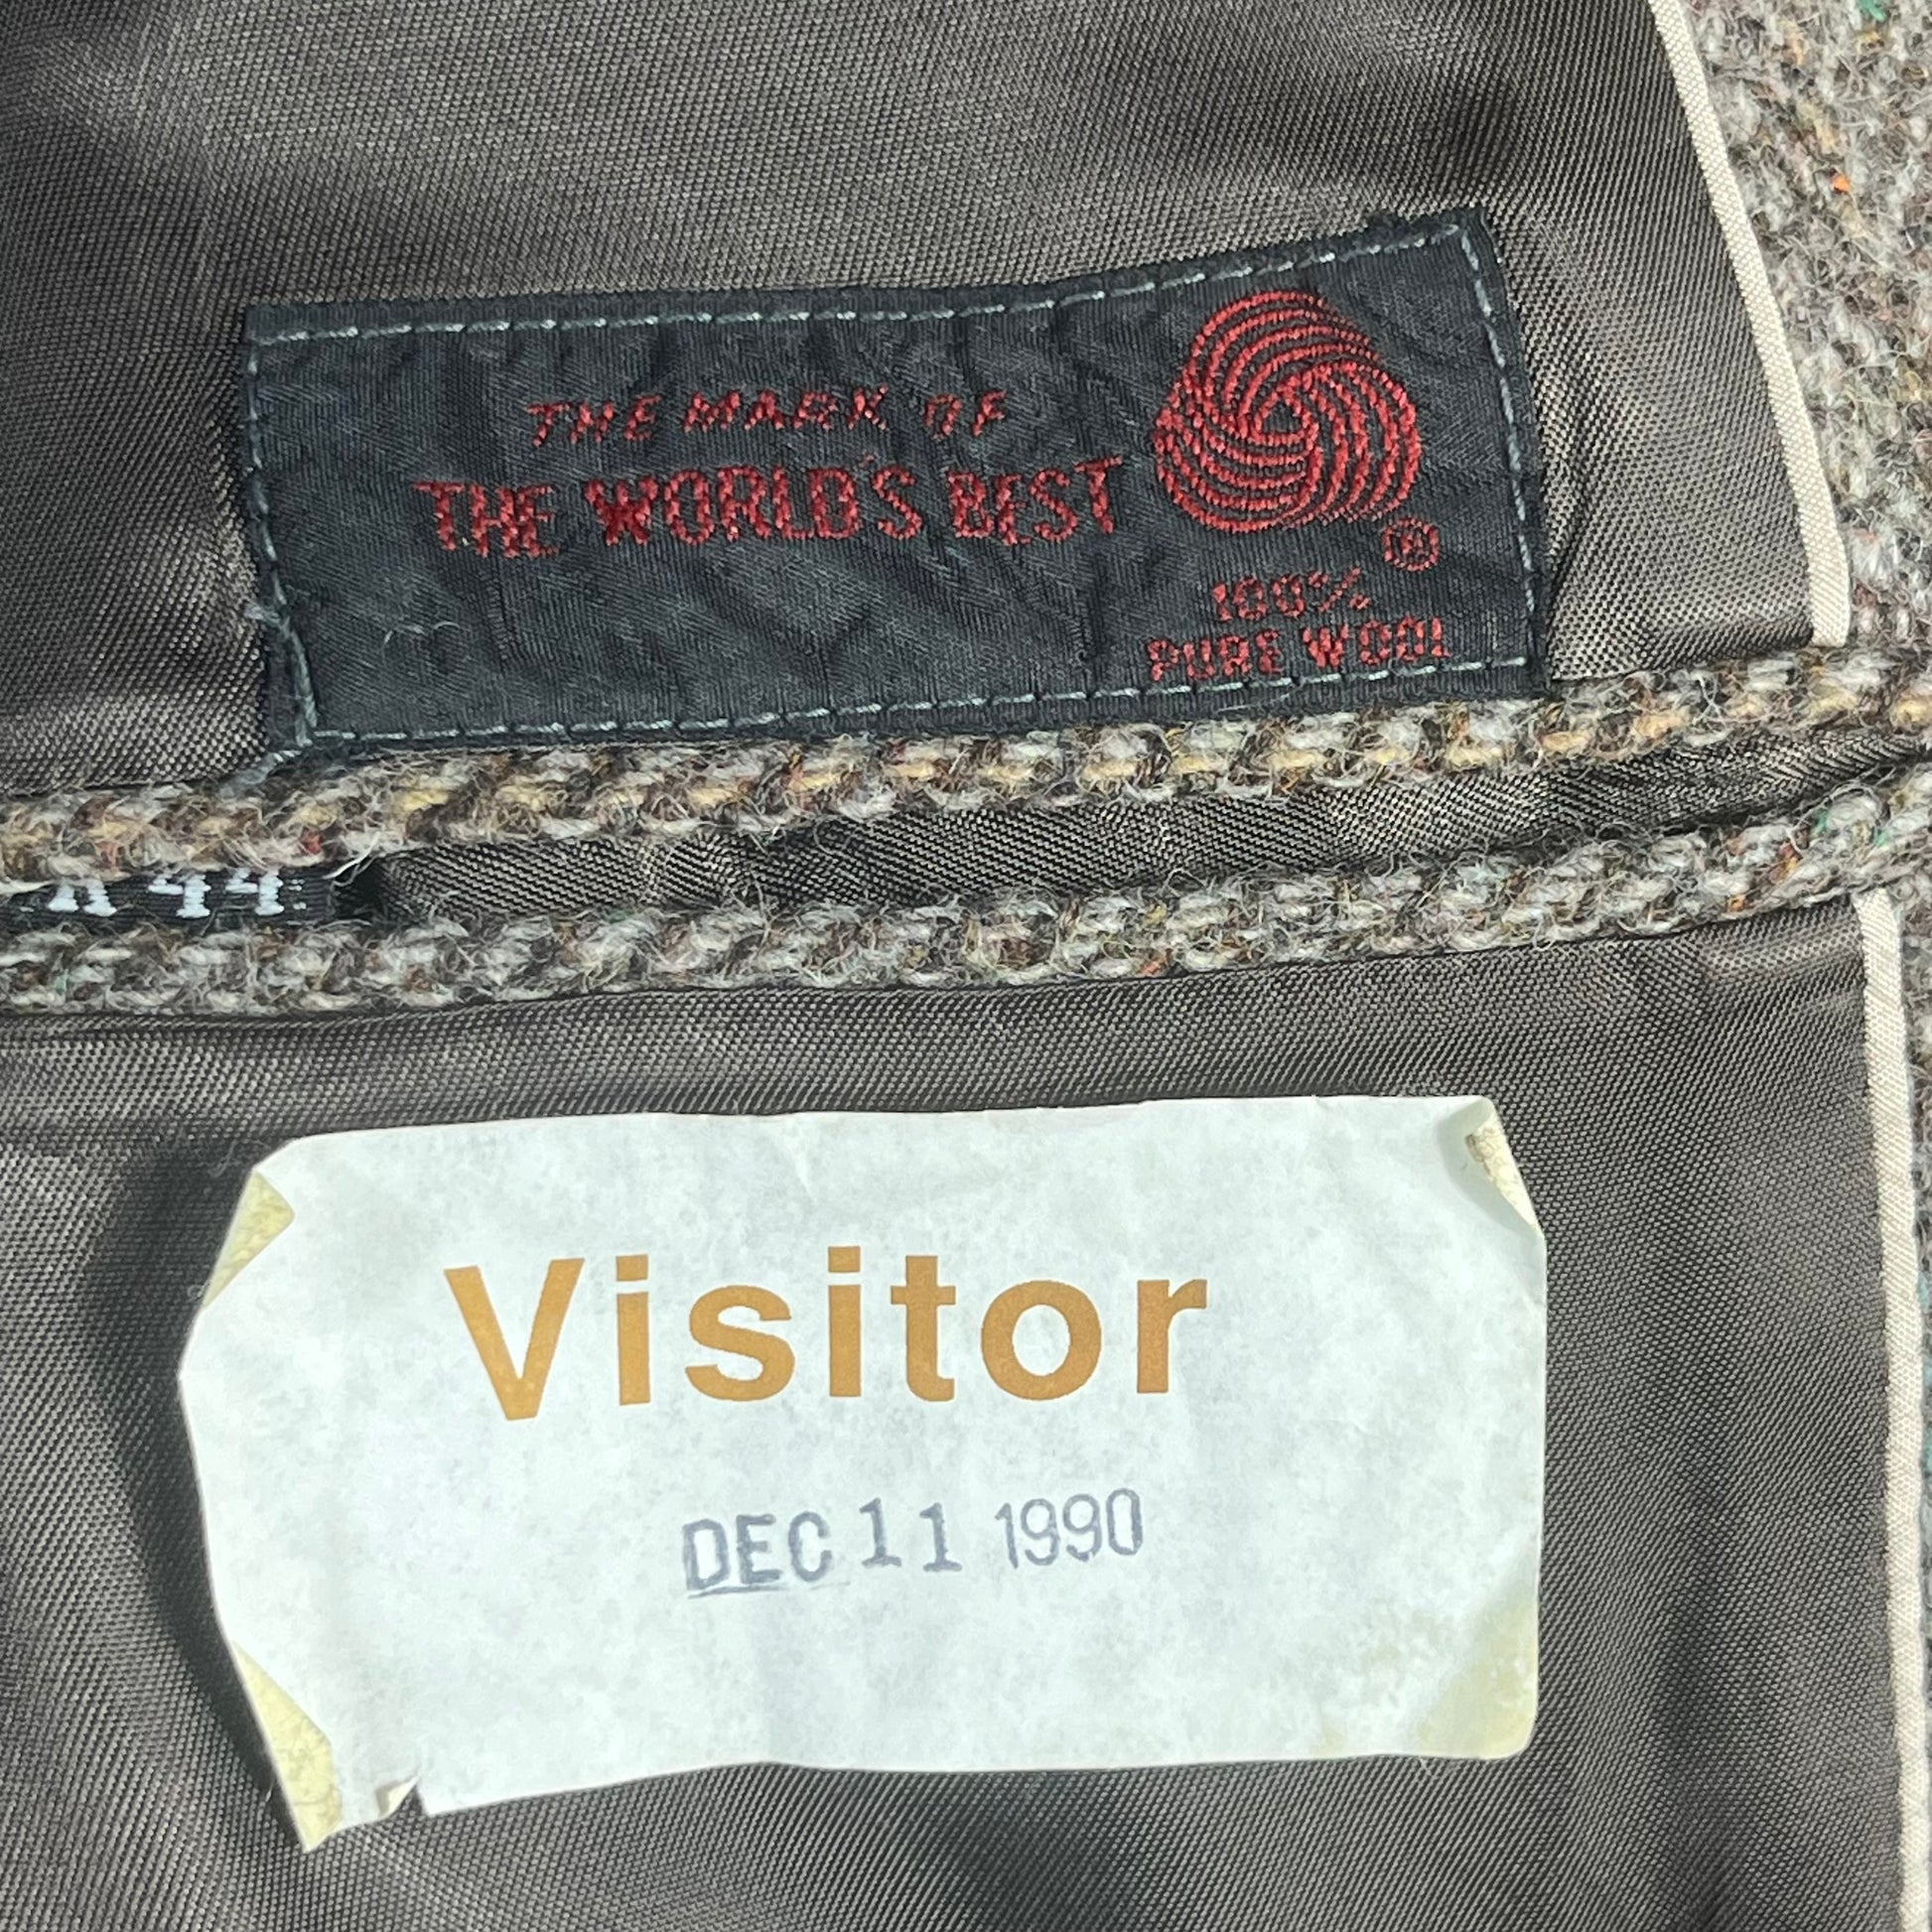 THE MARK OF
THE WORLD'S BEST
®
100%
PURE WOOL
44
Visitor
DEC 11 1990